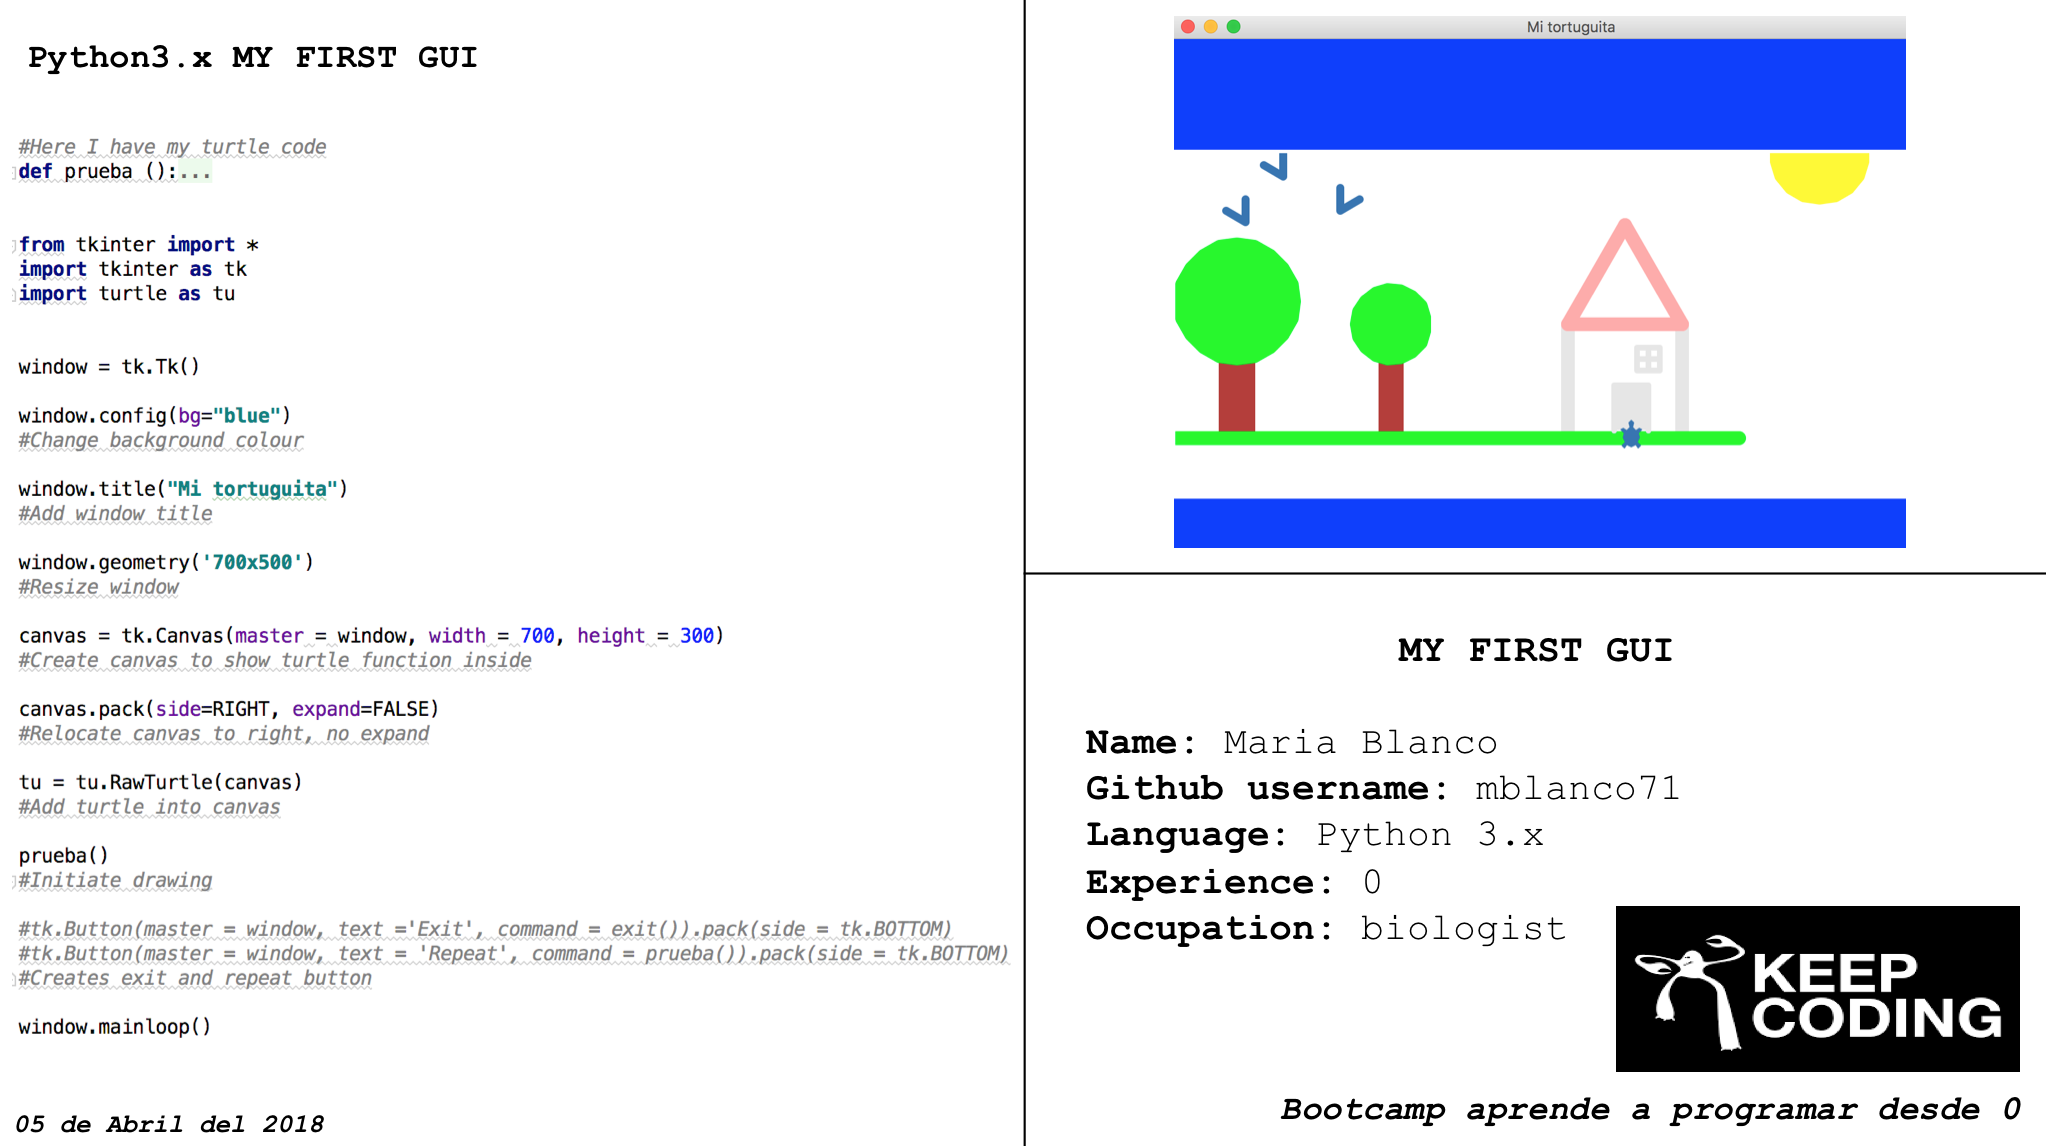 Python3.x MY FIRST GUI
#Here I have my turtle code
def prueba ():...
from tkinter import *
import tkinter as tk
import turtle as tu
window = tk.Tk()
window.config(bg="blue")
#Change background colour
window.title("Mi tortuguita")
#Add window title
window.geometry('700x500')
#Resize window
canvas = tk.Canvas(master = window, width = 700, height = 300)
#Create canvas to show turtle function inside
canvas.pack(side=RIGHT, expand=FALSE)
#Relocate canvas to right, no expand
tu = tu.RawTurtle(canvas)
#Add turtle into canvas
prueba()
#Initiate drawing
#tk.Button(master = window, text ='Exit', command = exit()).pack(side = tk.BOTTOM)
#tk.Button(master = window, text = 'Repeat', command = prueba()).pack(side = tk.BOTTOM)
#Creates exit and repeat button
window.mainloop()
05 de Abril del 2018
Mi tortuguita
MY FIRST GUI
Name: Maria Blanco
Github username: mblanco71
Language: Python 3.x
Experience: 0
Occupation: biologist
KEEP
CODING
Bootcamp aprende a programar desde 0